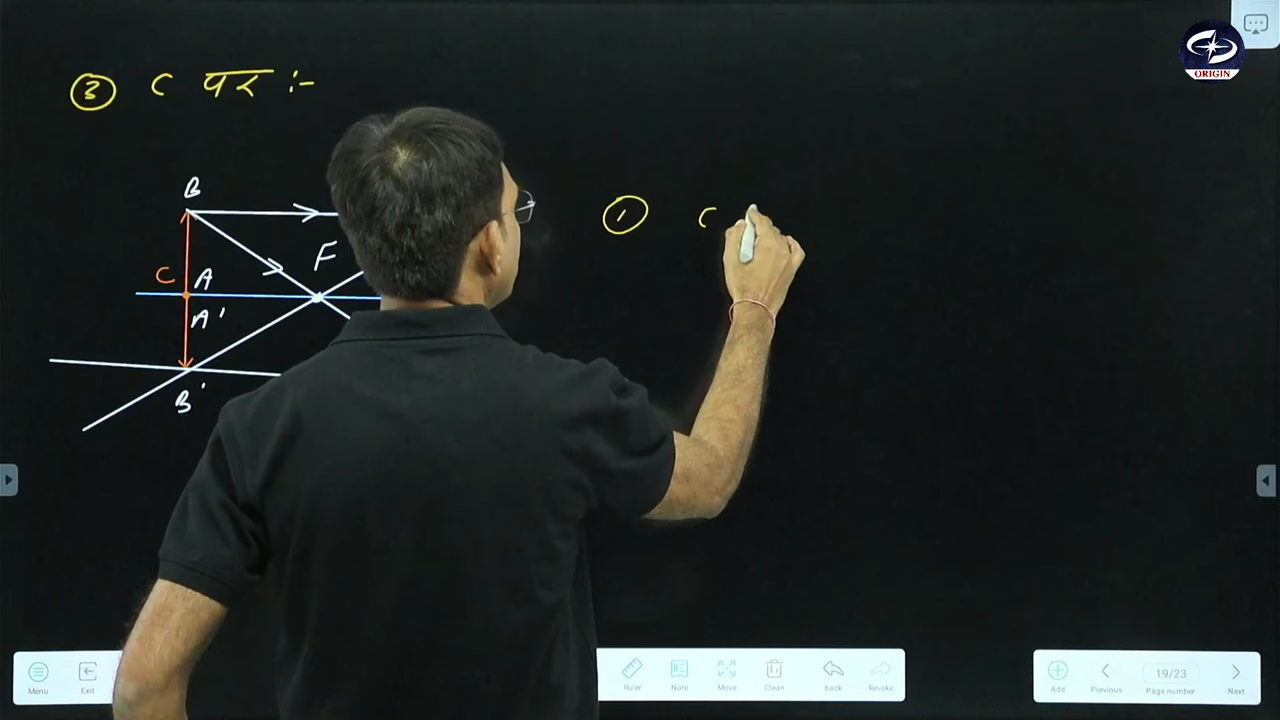 ③ C पर :-
B
F
① C
C A
A'
B'
ORIGIN
Menu Exit Ruler Note Move Clean back Revoke Add Previous 19/23 Page number Next